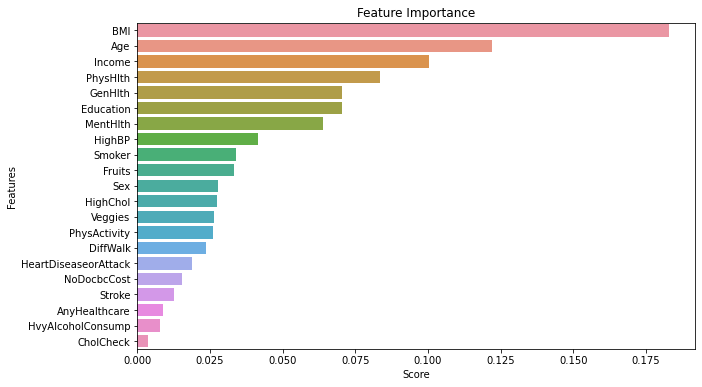 Feature Importance
BMI
Age
Income
PhysHlth
GenHlth
Education
MentHlth
HighBP
Smoker
Fruits
Sex
HighChol
Veggies
PhysActivity
DiffWalk
HeartDiseaseorAttack
NoDocbcCost
Stroke
AnyHealthcare
HvyAlcoholConsump
CholCheck
Features
0.000 0.025 0.050 0.075 0.100 0.125 0.150 0.175
Score